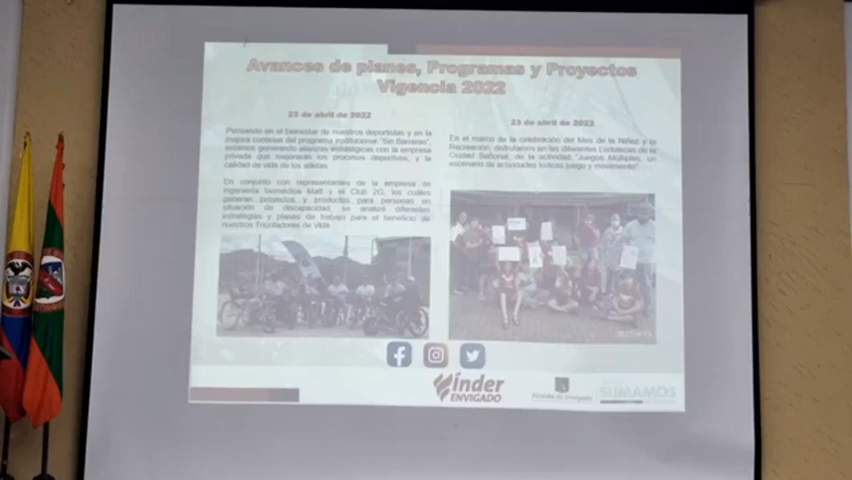 Avances de planes, Programas y Proyectos
Vigencia 2022
23 de abril de 2022
Pensando en el bienestar de nuestros deportistas y en la
mejora continua del programa institucional "Sin Barreras",
estamos generando alianzas estratégicas con la empresa
privada que mejorarán los procesos deportivos, y la
calidad de vida de los atletas.
En conjunto con representantes de la empresa de
ingeniería biomédica Matt y el Club 2G, los cuáles
generan proyectos y productos para personas en
situación de discapacidad, se analizó diferentes
estrategias y planes de trabajo para el beneficio de
nuestros Triunfadores de Vida
23 de abril de 2022
En el marco de la celebración del Mes de la Niñez y la
Recreación, disfrutamos en las diferentes Ludotecas de la
Ciudad Señorial, de la actividad "Juegos Múltiples, un
escenario de actividades lúdicas juego y movimiento".
índer
ENVIGADO
Alcaldía de Envigado
SUMAMOS